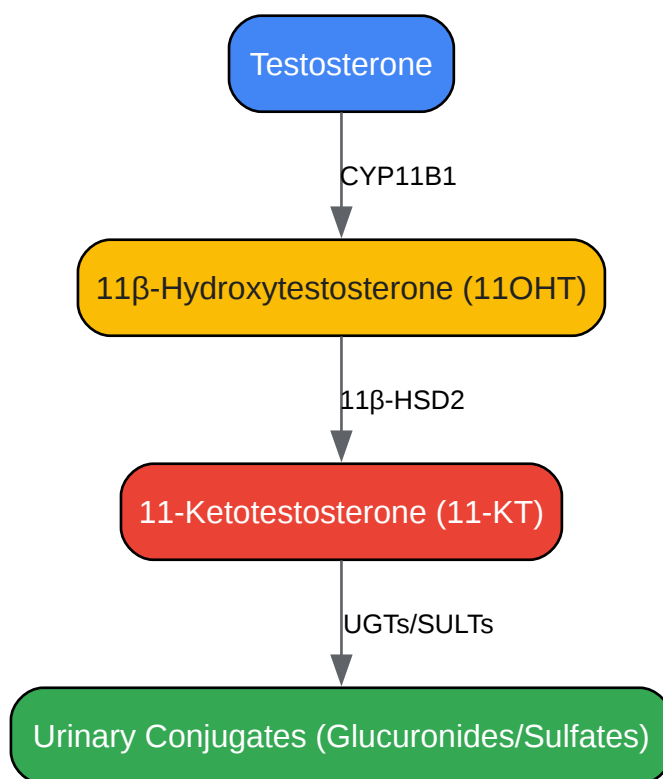 Testosterone
CYP11B1
11β-Hydroxytestosterone (11OHT)
11β-HSD2
11-Ketotestosterone (11-KT)
UGTs/SULTs
Urinary Conjugates (Glucuronides/Sulfates)